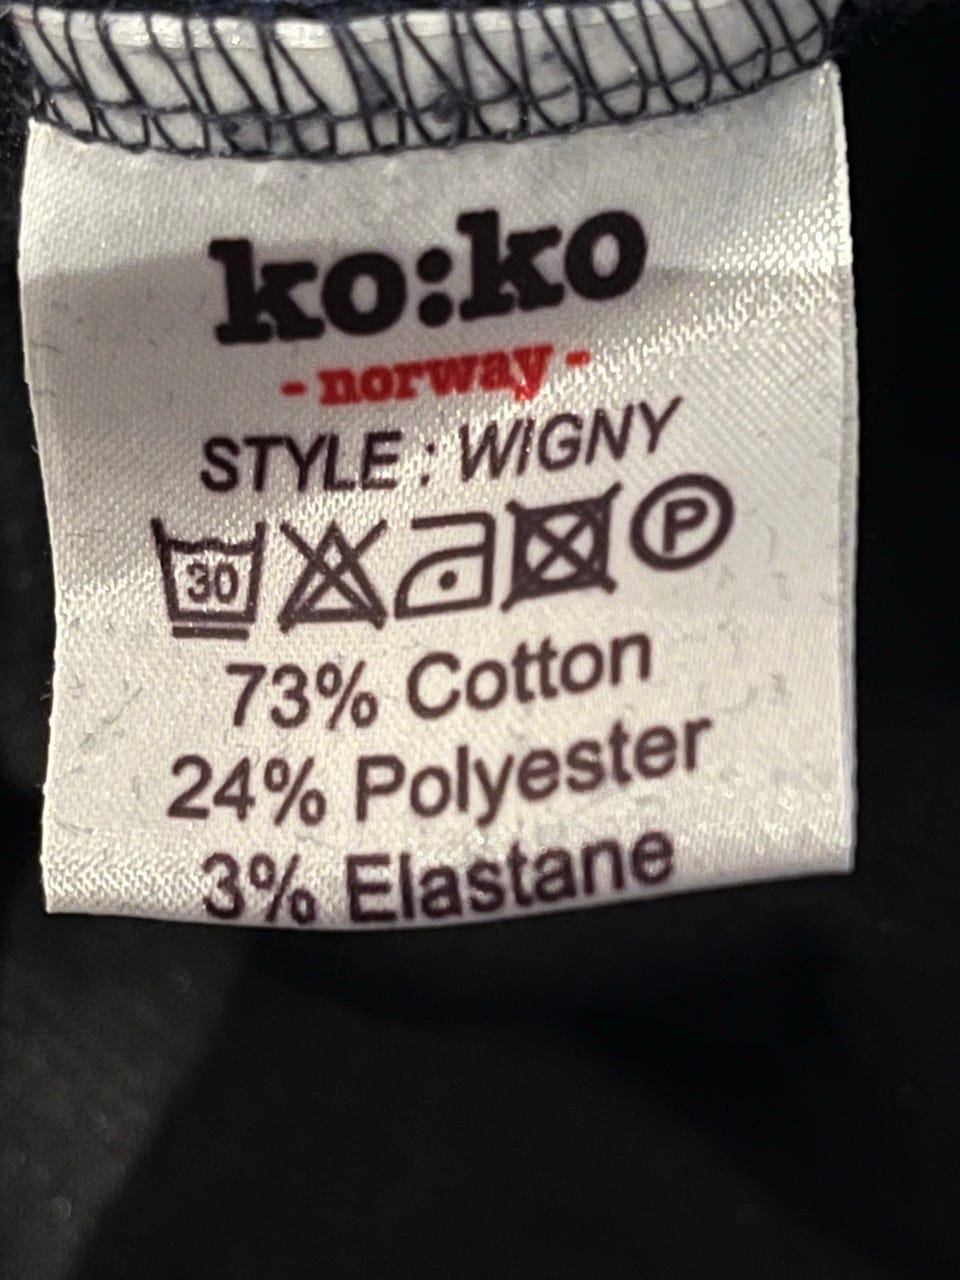 ko:ko
- norway -
STYLE : WIGNY
30 P
73% Cotton
24% Polyester
3% Elastane